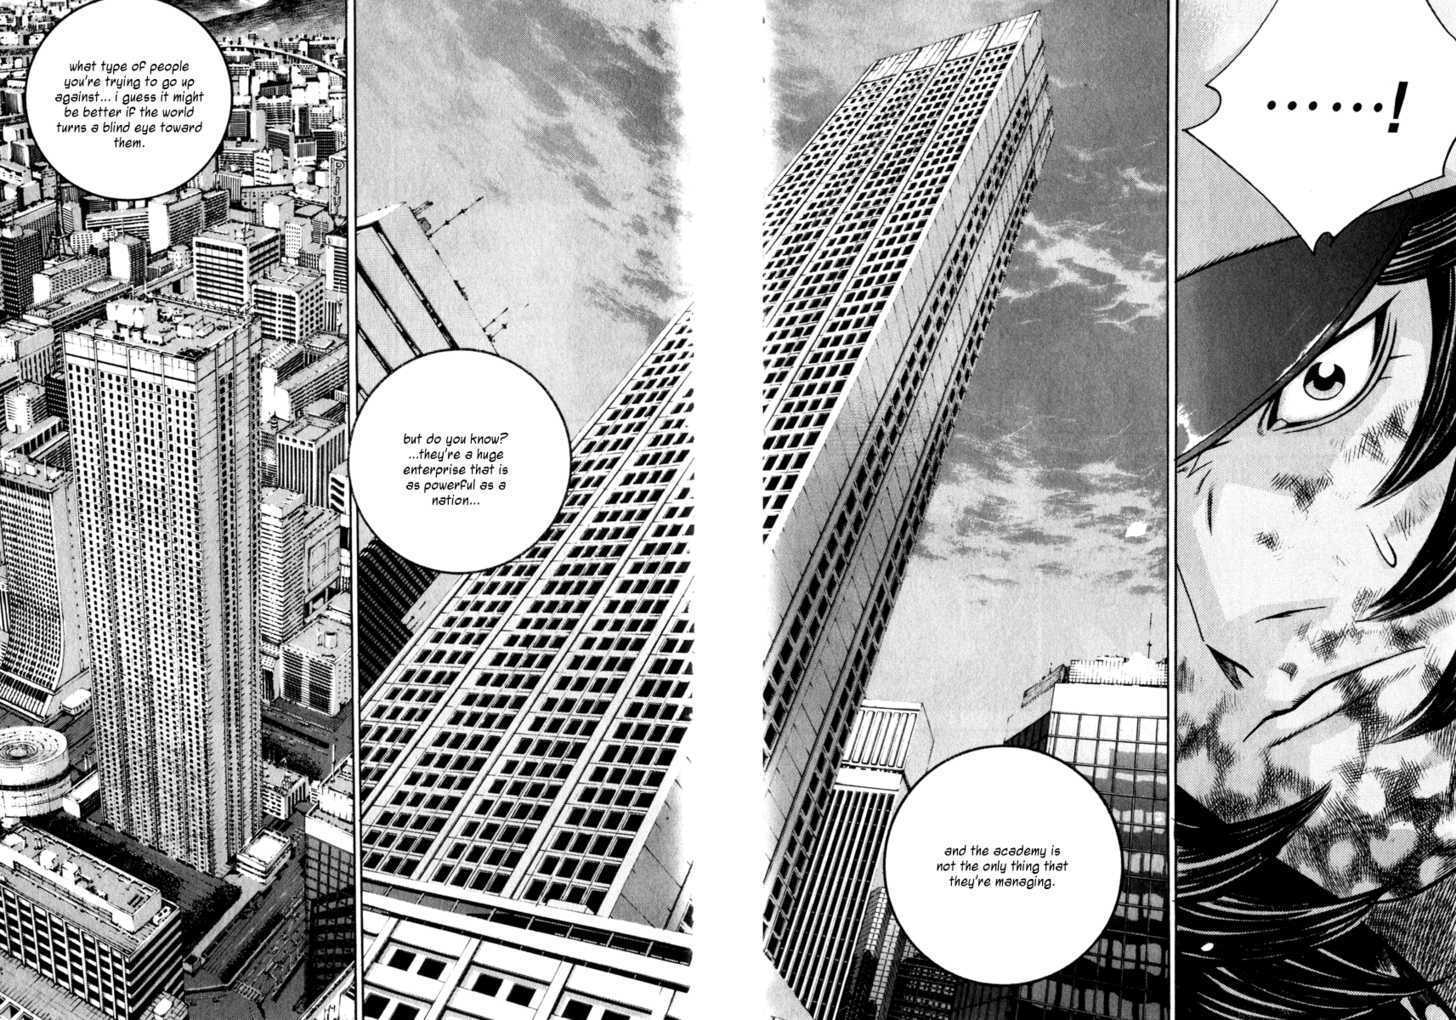 ......!
and the academy is
not the only thing that
they're managing.
but do you know?
...they're a huge
enterprise that is
as powerful as a
nation...
what type of people
you're trying to go up
against... i guess it might
be better if the world
turns a blind eye toward
them.